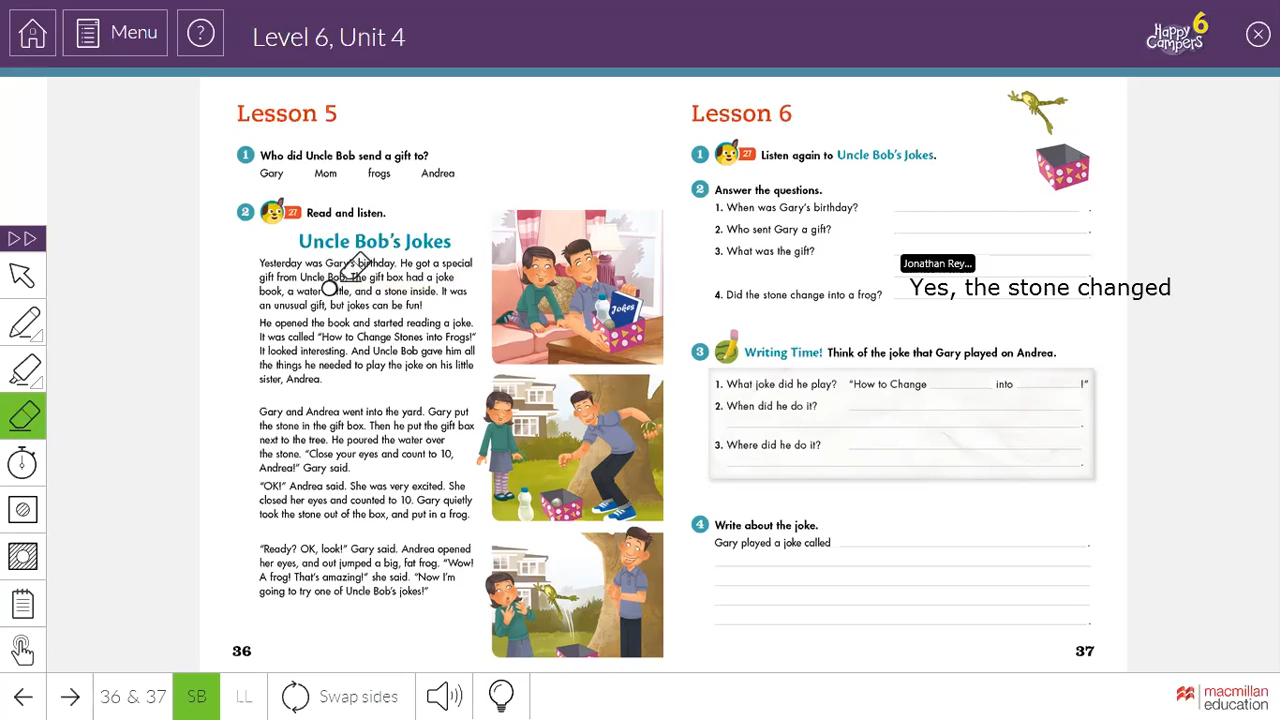 Menu
?
Level 6, Unit 4
Happy Campers 6
Lesson 5
1 Who did Uncle Bob send a gift to?
Gary Mom frogs Andrea
2 27 Read and listen.
Uncle Bob's Jokes
Yesterday was Gary's birthday. He got a special
gift from Uncle Bob. The gift box had a joke
book, a water bottle, and a stone inside. It was
an unusual gift, but jokes can be fun!
He opened the book and started reading a joke.
It was called "How to Change Stones into Frogs!"
It looked interesting. And Uncle Bob gave him all
the things he needed to play the joke on his little
sister, Andrea.
Gary and Andrea went into the yard. Gary put
the stone in the gift box. Then he put the gift box
next to the tree. He poured the water over
the stone. "Close your eyes and count to 10,
Andrea!" Gary said.
"OK!" Andrea said. She was very excited. She
closed her eyes and counted to 10. Gary quietly
took the stone out of the box, and put in a frog.
"Ready? OK, look!" Gary said. Andrea opened
her eyes, and out jumped a big, fat frog. "Wow!
A frog! That's amazing!" she said. "Now I'm
going to try one of Uncle Bob's jokes!"
Jokes
36
Lesson 6
1 27 Listen again to Uncle Bob's Jokes.
2 Answer the questions.
1. When was Gary's birthday? .
2. Who sent Gary a gift? .
3. What was the gift?
Jonathan Rey...
4. Did the stone change into a frog? Yes, the stone changed
3 Writing Time! Think of the joke that Gary played on Andrea.
1. What joke did he play? "How to Change into !"
2. When did he do it?
.
3. Where did he do it?
.
4 Write about the joke.
Gary played a joke called .
.
37
36 & 37 SB LL Swap sides
macmillan
education